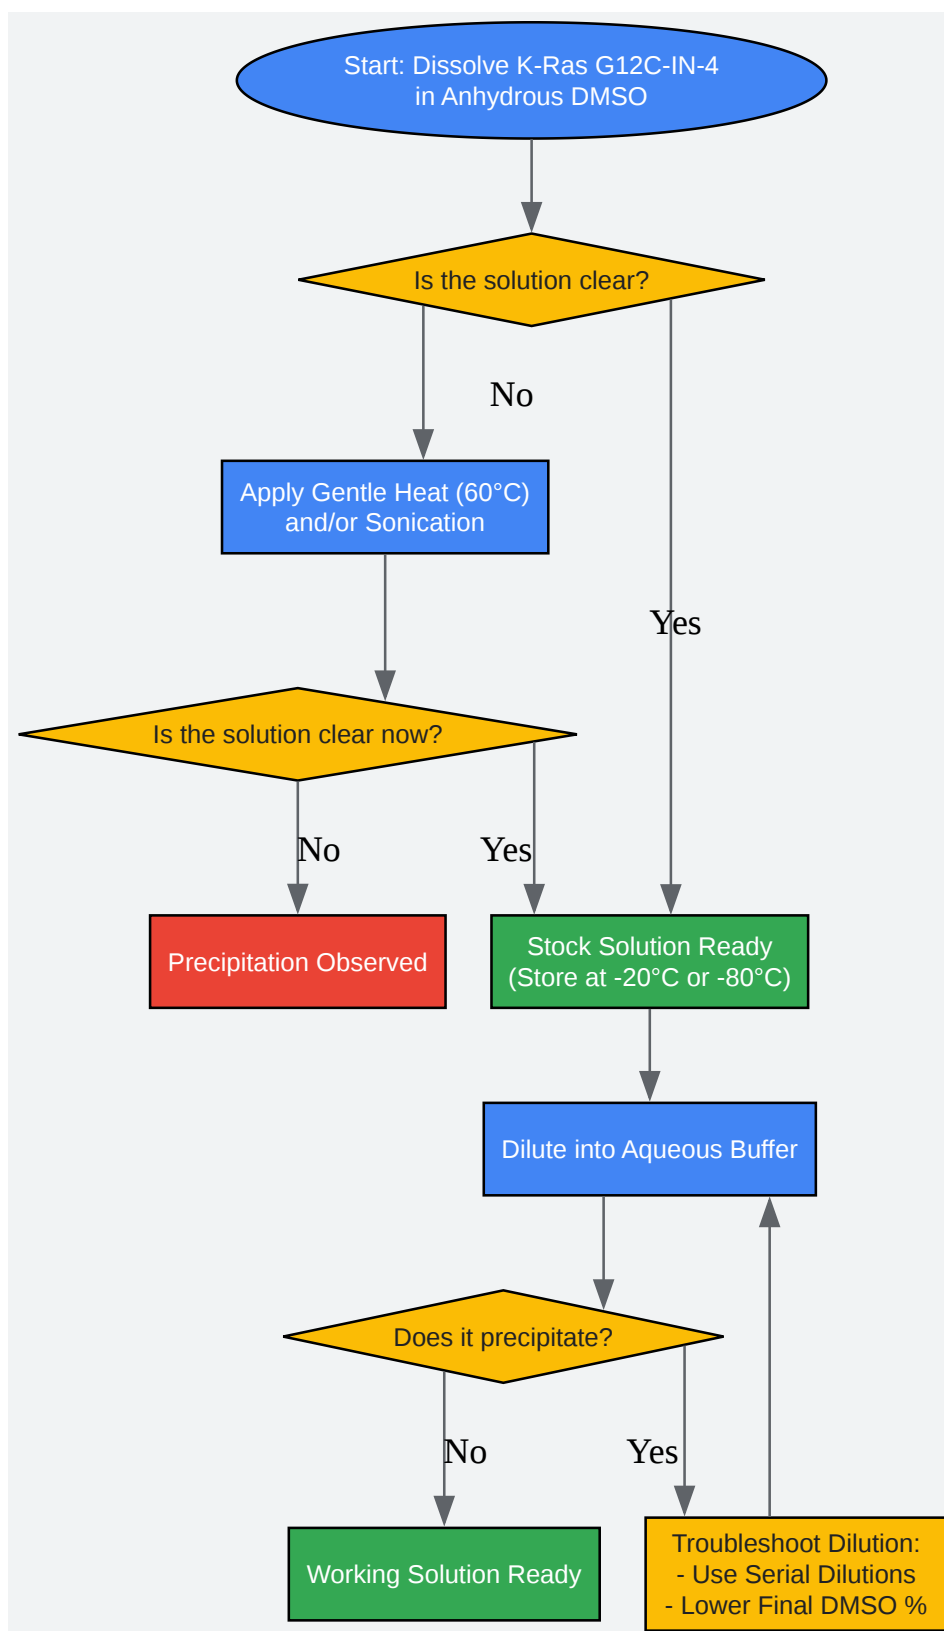 Start: Dissolve K-Ras G12C-IN-4
in Anhydrous DMSO
Is the solution clear?
No
Apply Gentle Heat (60°C)
and/or Sonication
Yes
Is the solution clear now?
No
Yes
Precipitation Observed
Stock Solution Ready
(Store at -20°C or -80°C)
Dilute into Aqueous Buffer
Does it precipitate?
No
Yes
Working Solution Ready
Troubleshoot Dilution:
- Use Serial Dilutions
- Lower Final DMSO %